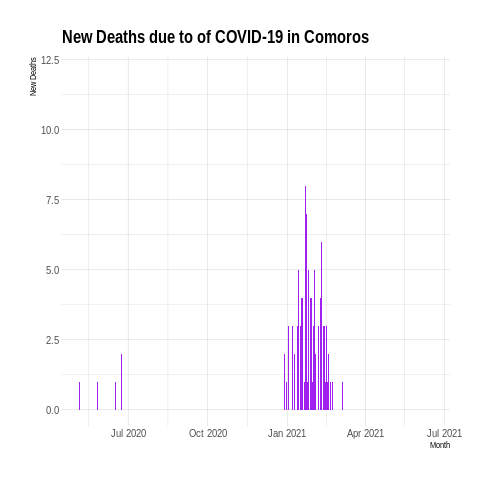 New Deaths due to of COVID-19 in Comoros
New Deaths
12.5
10.0
7.5
5.0
2.5
0.0
Jul 2020 Oct 2020 Jan 2021 Apr 2021 Jul 2021
Month